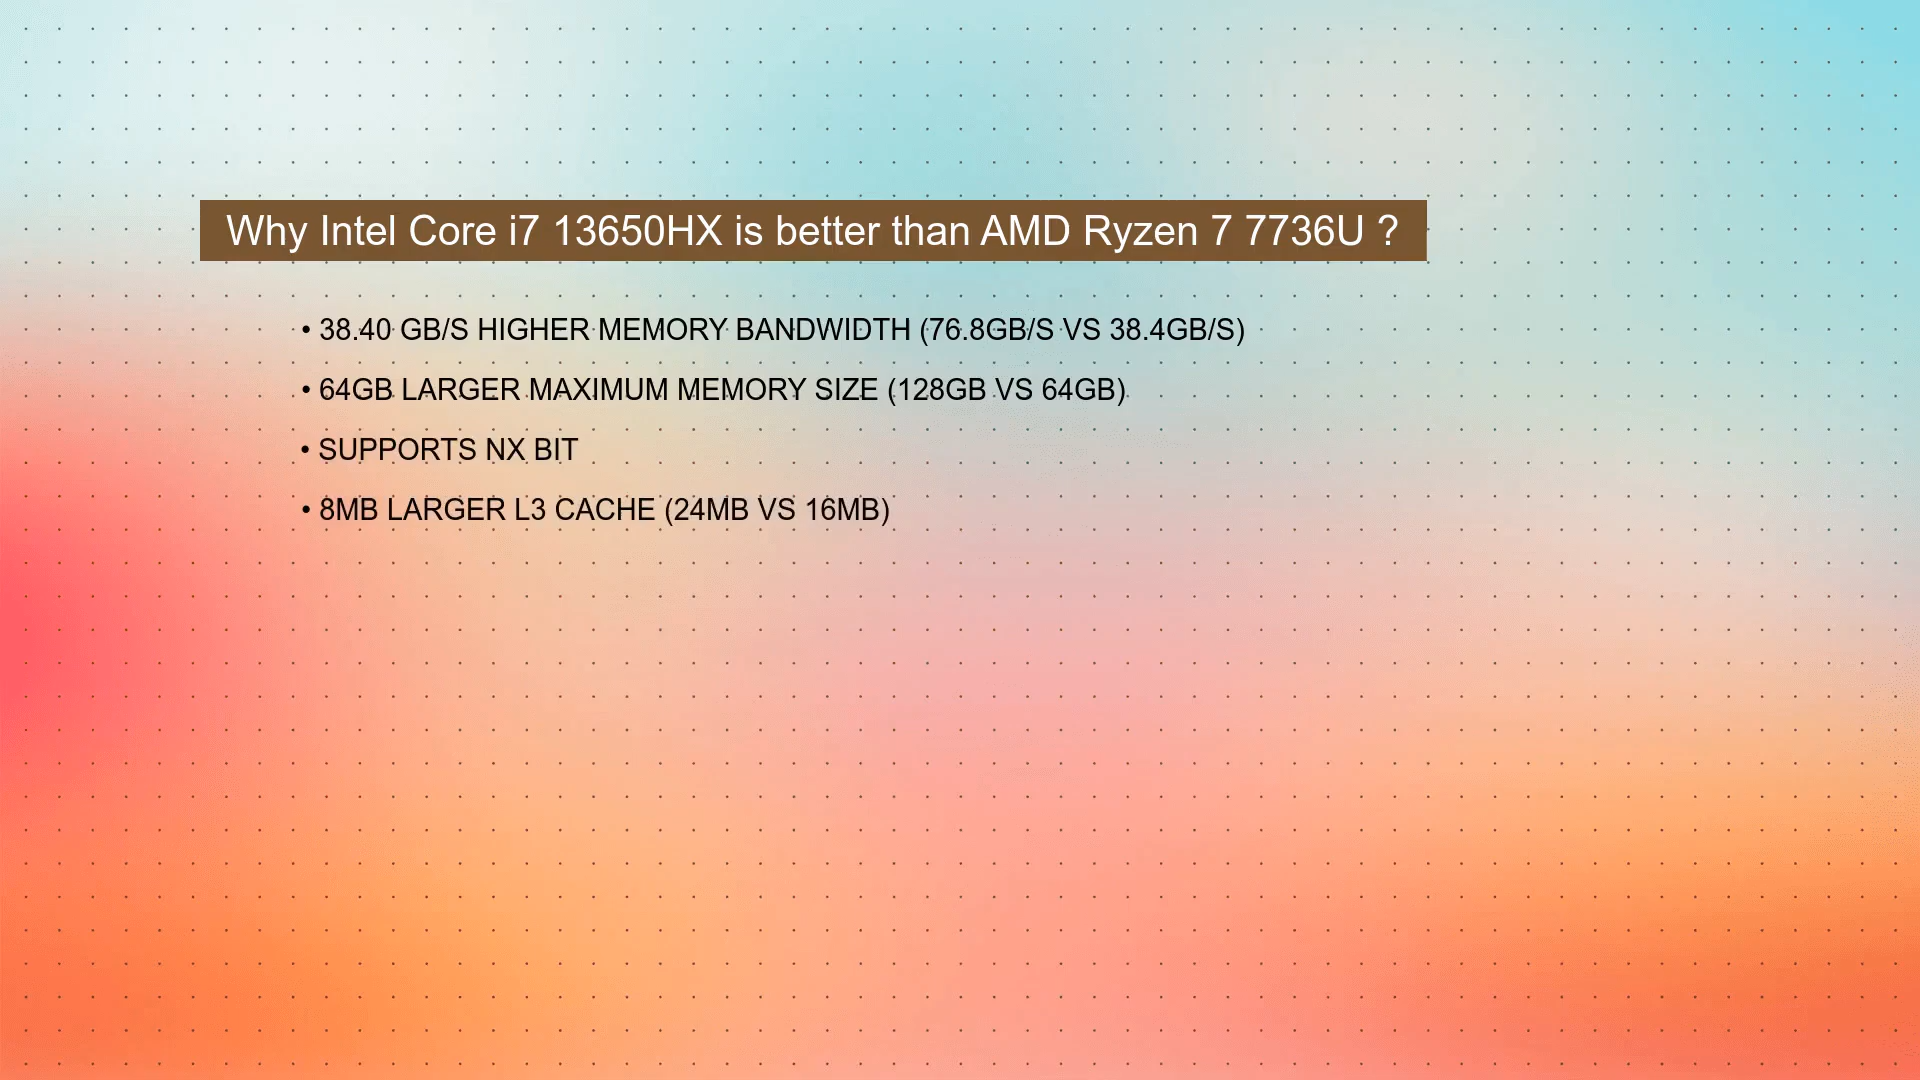 Why Intel Core i7 13650HX is better than AMD Ryzen 7 7736U ?
• 38.40 GB/S HIGHER MEMORY BANDWIDTH (76.8GB/S VS 38.4GB/S)
• 64GB LARGER MAXIMUM MEMORY SIZE (128GB VS 64GB)
• SUPPORTS NX BIT
• 8MB LARGER L3 CACHE (24MB VS 16MB)